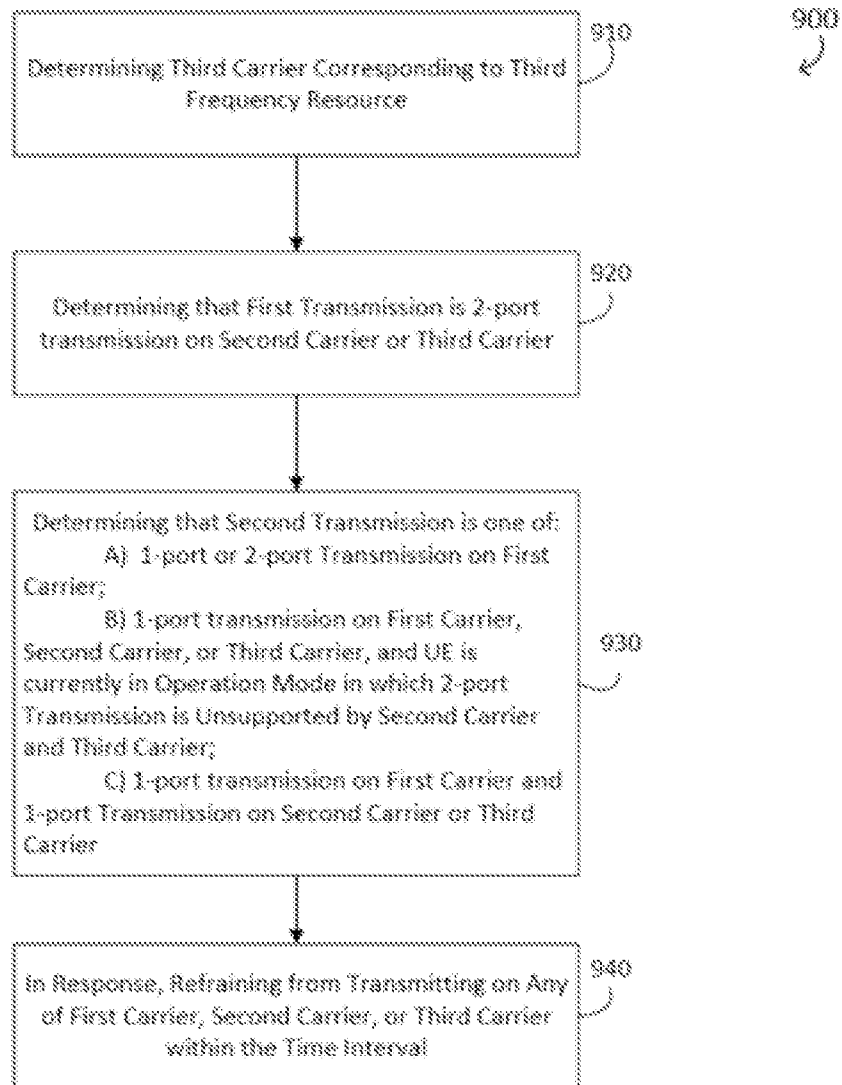 900
910
Determining Third Carrier Corresponding to Third
Frequency Resource
920
Determining that First Transmission is 2-port
transmission on Second Carrier or Third Carrier
Determining that Second Transmission is one of:
A) 1-port or 2-port Transmission on First
Carrier;
B) 1-port transmission on First Carrier,
Second Carrier, or Third Carrier, and UE is
currently in Operation Mode in which 2-port
Transmission is Unsupported by Second Carrier
and Third Carrier;
C) 1-port transmission on First Carrier and
1-port Transmission on Second Carrier or Third
Carrier
930
940
In Response, Refraining from Transmitting on Any
of First Carrier, Second Carrier, or Third Carrier
within the Time Interval